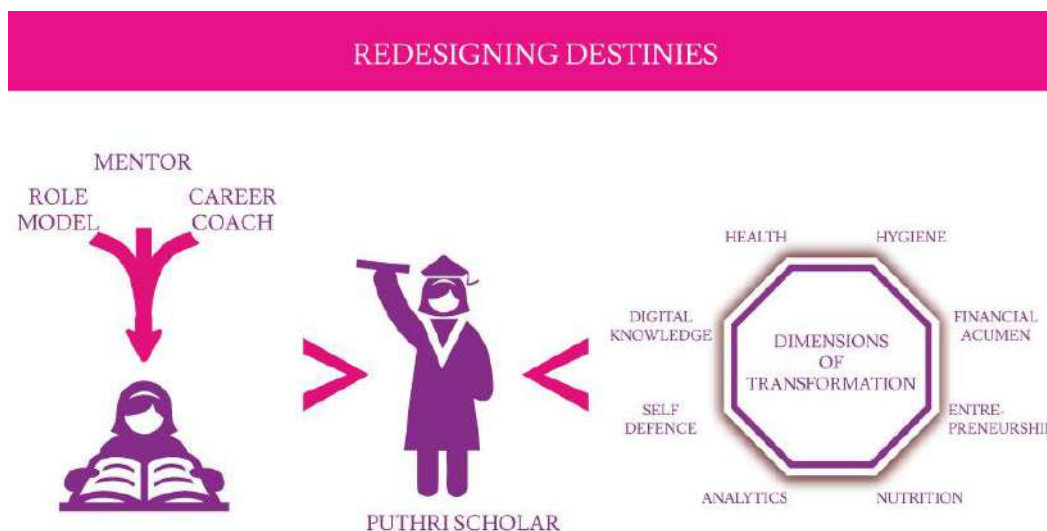 REDESIGNING DESTINIES
MENTOR
ROLE
MODEL
CAREER
COACH
PUTHRI SCHOLAR
HEALTH
HYGIENE
DIGITAL
KNOWLEDGE
FINANCIAL
ACUMEN
DIMENSIONS
OF
TRANSFORMATION
SELF
DEFENCE
ENTRE-
PRENEURSHI
ANALYTICS
NUTRITION